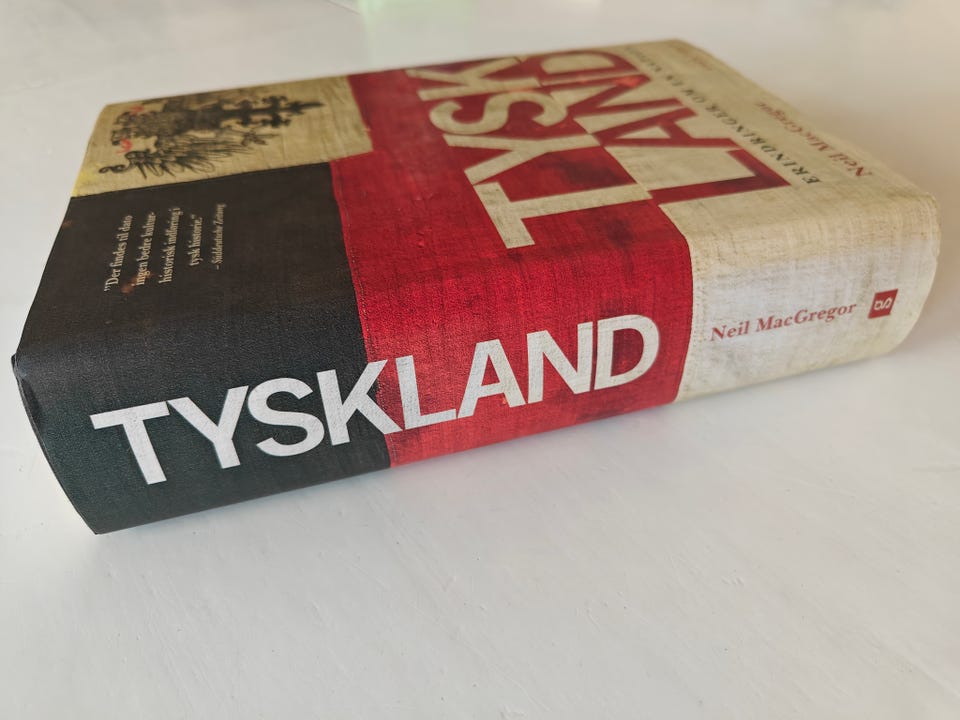 TYSK
LAND
ERINDRINGER OM EN
Neil MacGregor
"Der findes til dato
ingen bedre kultur-
historisk indføring i
tysk historie."
– Süddeutsche Zeitung
TYSKLAND
Neil MacGregor
g